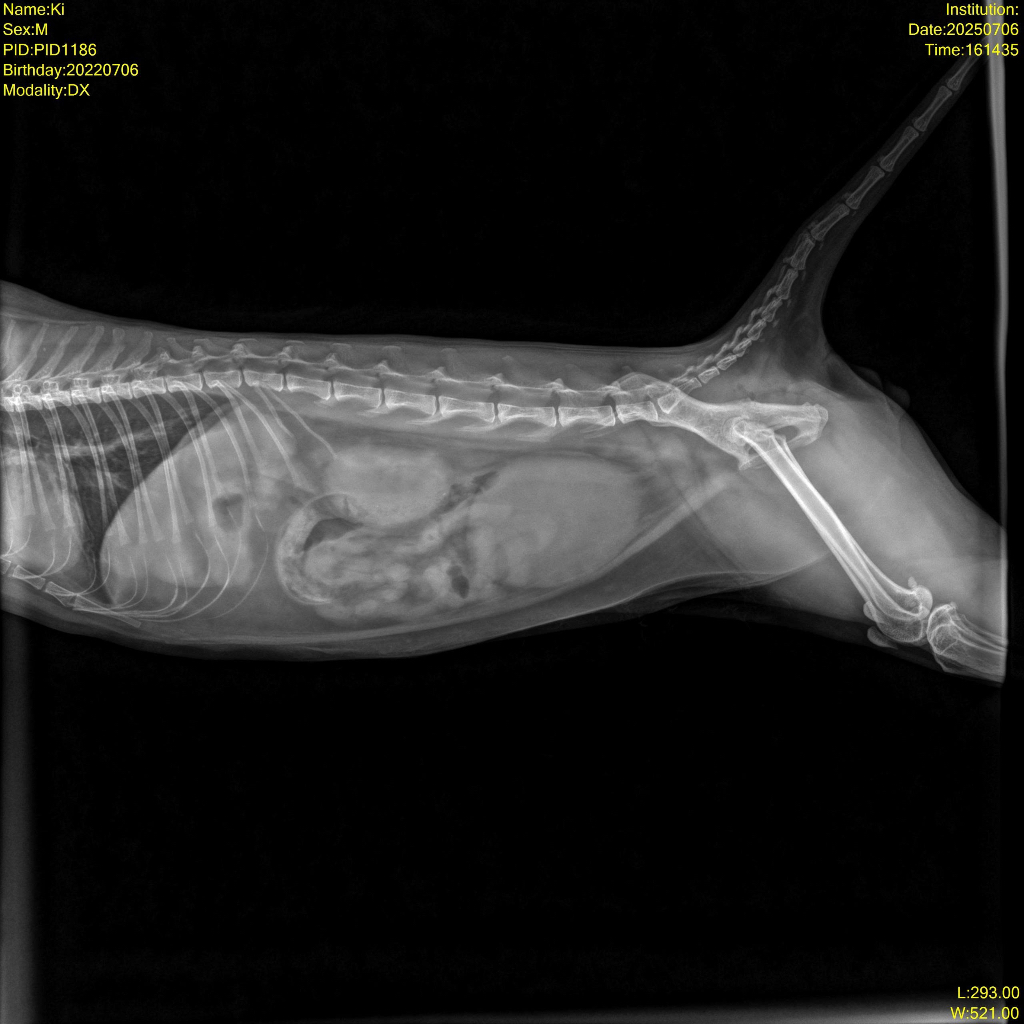 Name:Ki
Sex:M
PID:PID1186
Birthday:20220706
Modality:DX
Institution:
Date:20250706
Time:161435
L:293.00
W:521.00